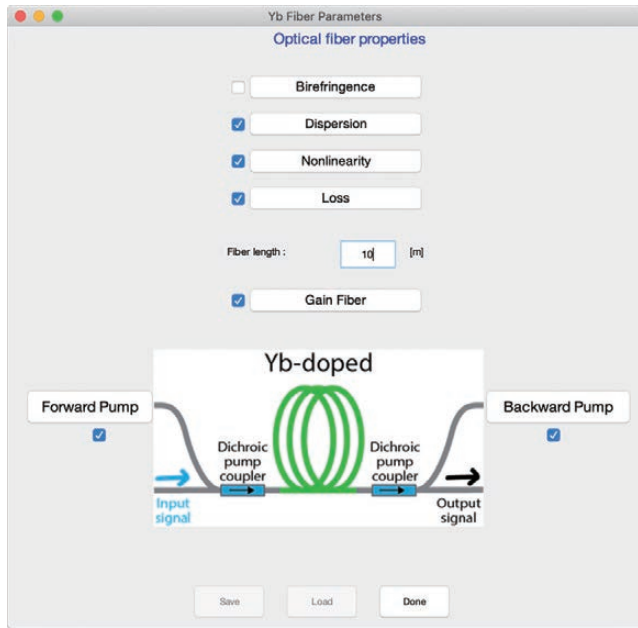 Yb Fiber Parameters
Optical fiber properties
Birefringence
Dispersion
Nonlinearity
Loss
Fiber length :
10
[m]
Gain Fiber
Yb-doped
Forward Pump
Backward Pump
Dichroic
pump
coupler
Dichroic
pump
coupler
Input
signal
Output
signal
Save
Load
Done